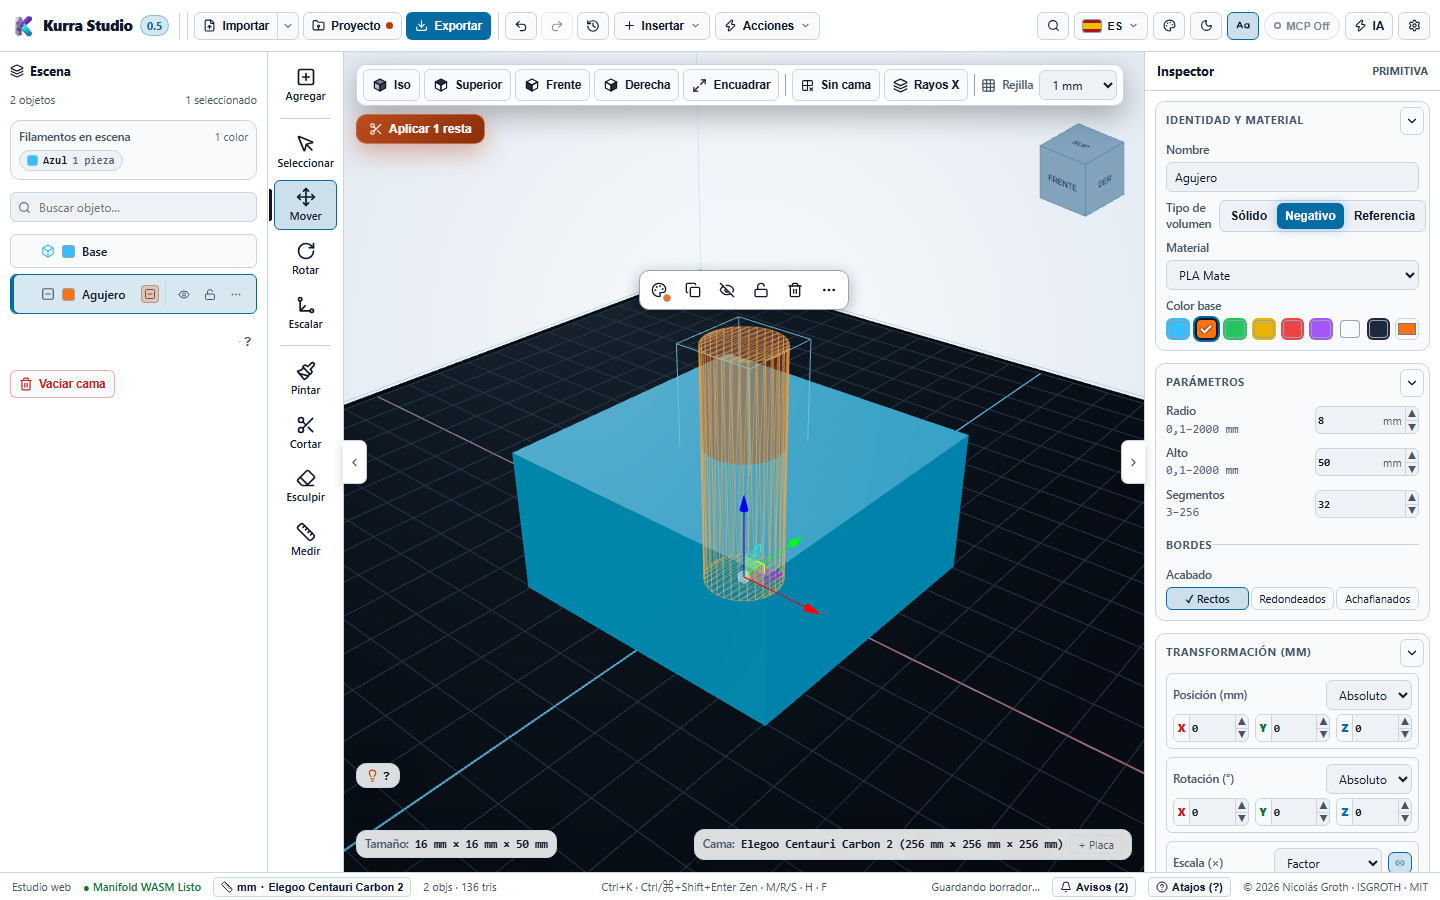 Kurra Studio 0.5 Importar Proyecto Exportar Insertar Acciones ES MCP Off IA
Escena
2 objetos 1 seleccionado
Filamentos en escena 1 color
Azul 1 pieza
Buscar objeto...
Base
Agujero
?
Vaciar cama
Agregar
Seleccionar
Mover
Rotar
Escalar
Pintar
Cortar
Esculpir
Medir
Iso Superior Frente Derecha Encuadrar Sin cama Rayos X Rejilla 1 mm
Aplicar 1 resta
SUP
FRENTE DER
?
Tamaño: 16 mm × 16 mm × 50 mm
Cama: Elegoo Centauri Carbon 2 (256 mm × 256 mm × 256 mm) + Placa
Inspector PRIMITIVA
IDENTIDAD Y MATERIAL
Nombre
Agujero
Tipo de volumen Sólido Negativo Referencia
Material
PLA Mate
Color base
PARÁMETROS
Radio
0,1–2000 mm
8 mm
Alto
0,1–2000 mm
50 mm
Segmentos
3–256
32
BORDES
Acabado
✓ Rectos Redondeados Achaflanados
TRANSFORMACIÓN (MM)
Posición (mm) Absoluto
X 0 Y 0 Z 0
Rotación (°) Absoluto
X 0 Y 0 Z 0
Escala (×) Factor
Estudio web ● Manifold WASM Listo mm · Elegoo Centauri Carbon 2 2 objs · 136 tris Ctrl+K · Ctrl/⌘+Shift+Enter Zen · M/R/S · H · F Guardando borrador... Avisos (2) Atajos (?) © 2026 Nicolás Groth · ISGROTH · MIT